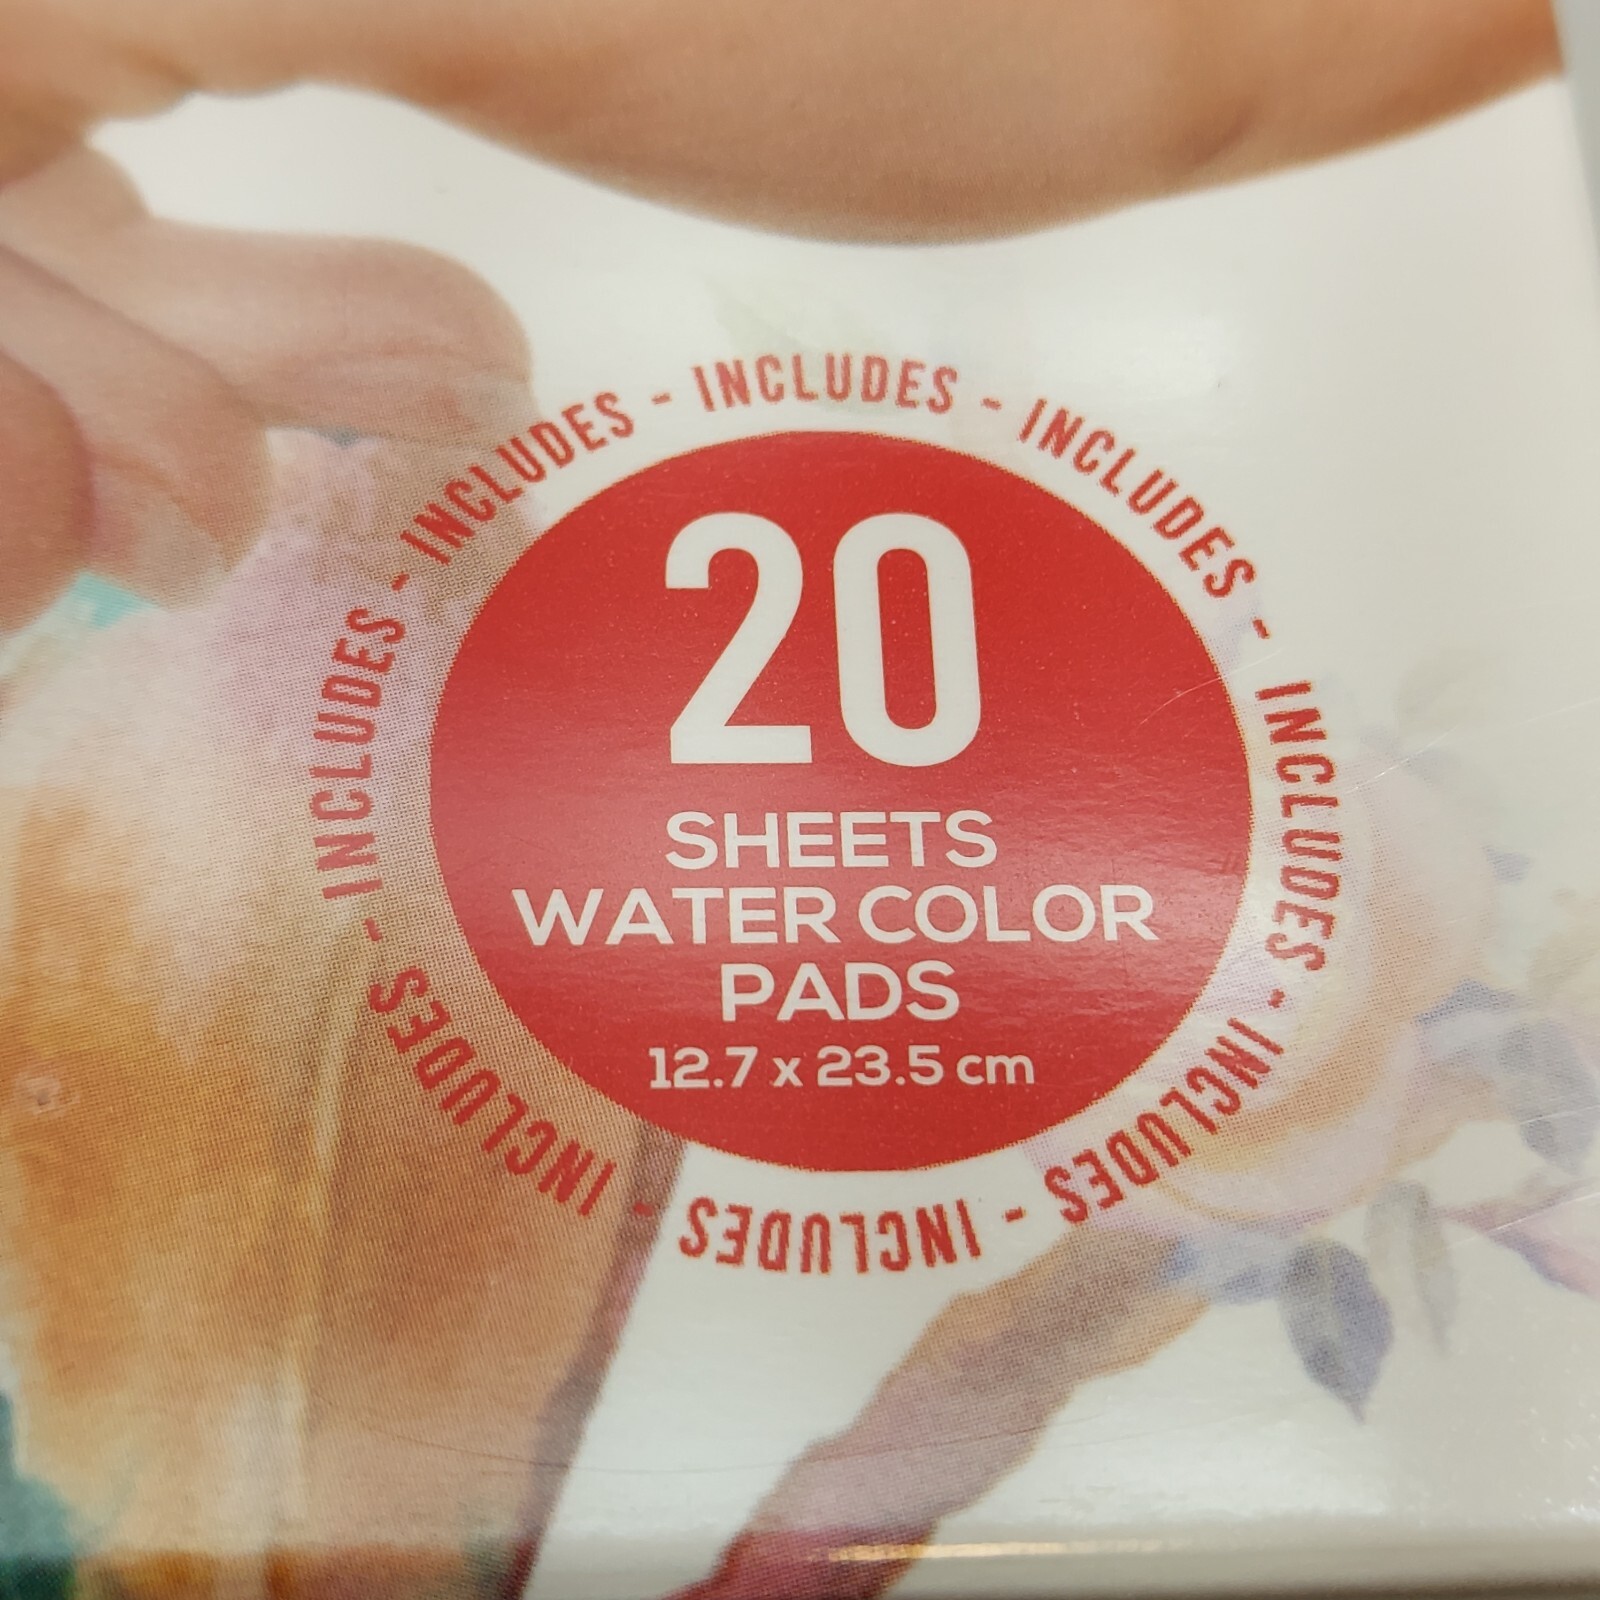 INCLUDES - INCLUDES - INCLUDES - INCLUDES - INCLUDES - INCLUDES - INCLUDES - INCLUDES -
20
SHEETS
WATER COLOR
PADS
12.7 x 23.5 cm